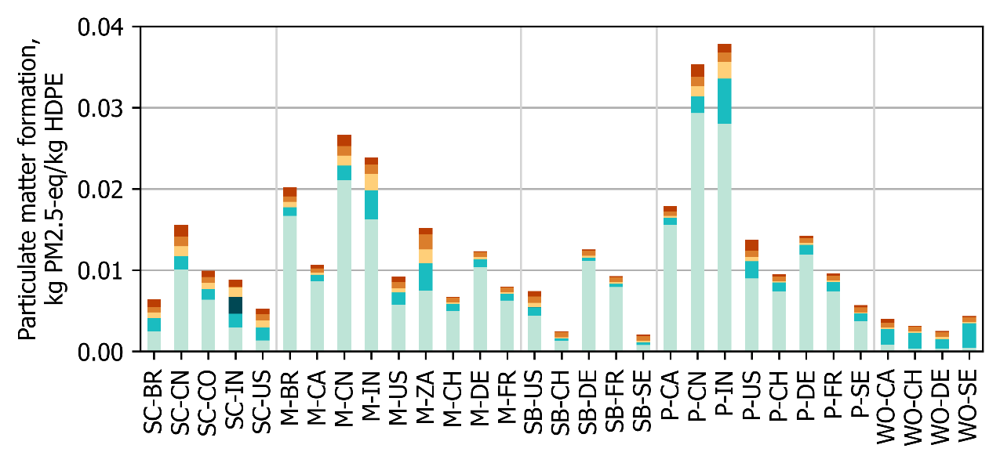 Particulate matter formation,
kg PM2.5-eq/kg HDPE
0.04
0.03
0.02
0.01
0.00
SC-BR
SC-CN
SC-CO
SC-IN
SC-US
M-BR
M-CA
M-CN
M-IN
M-US
M-ZA
M-CH
M-DE
M-FR
SB-US
SB-CH
SB-DE
SB-FR
SB-SE
P-CA
P-CN
P-IN
P-US
P-CH
P-DE
P-FR
P-SE
WO-CA
WO-CH
WO-DE
WO-SE